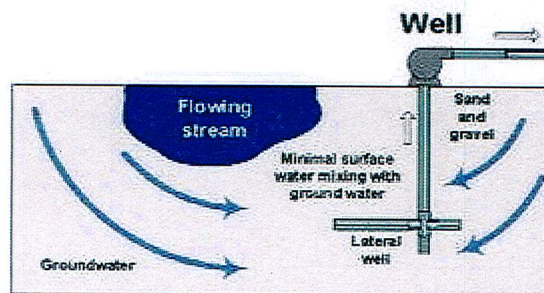 Well
Flowing
stream
Sand
and
gravel
Minimal surface
water mixing with
ground water
Lateral
well
Groundwater